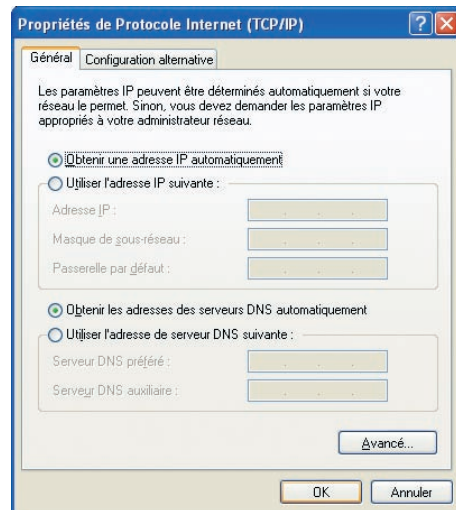 Propriétés de Protocole Internet (TCP/IP)
Général Configuration alternative
Les paramètres IP peuvent être déterminés automatiquement si votre
réseau le permet. Sinon, vous devez demander les paramètres IP
appropriés à votre administrateur réseau.
Obtenir une adresse IP automatiquement
Utiliser l'adresse IP suivante :
Adresse IP :
Masque de sous-réseau :
Passerelle par défaut :
Obtenir les adresses des serveurs DNS automatiquement
Utiliser l'adresse de serveur DNS suivante :
Serveur DNS préféré :
Serveur DNS auxiliaire :
Avancé...
OK Annuler